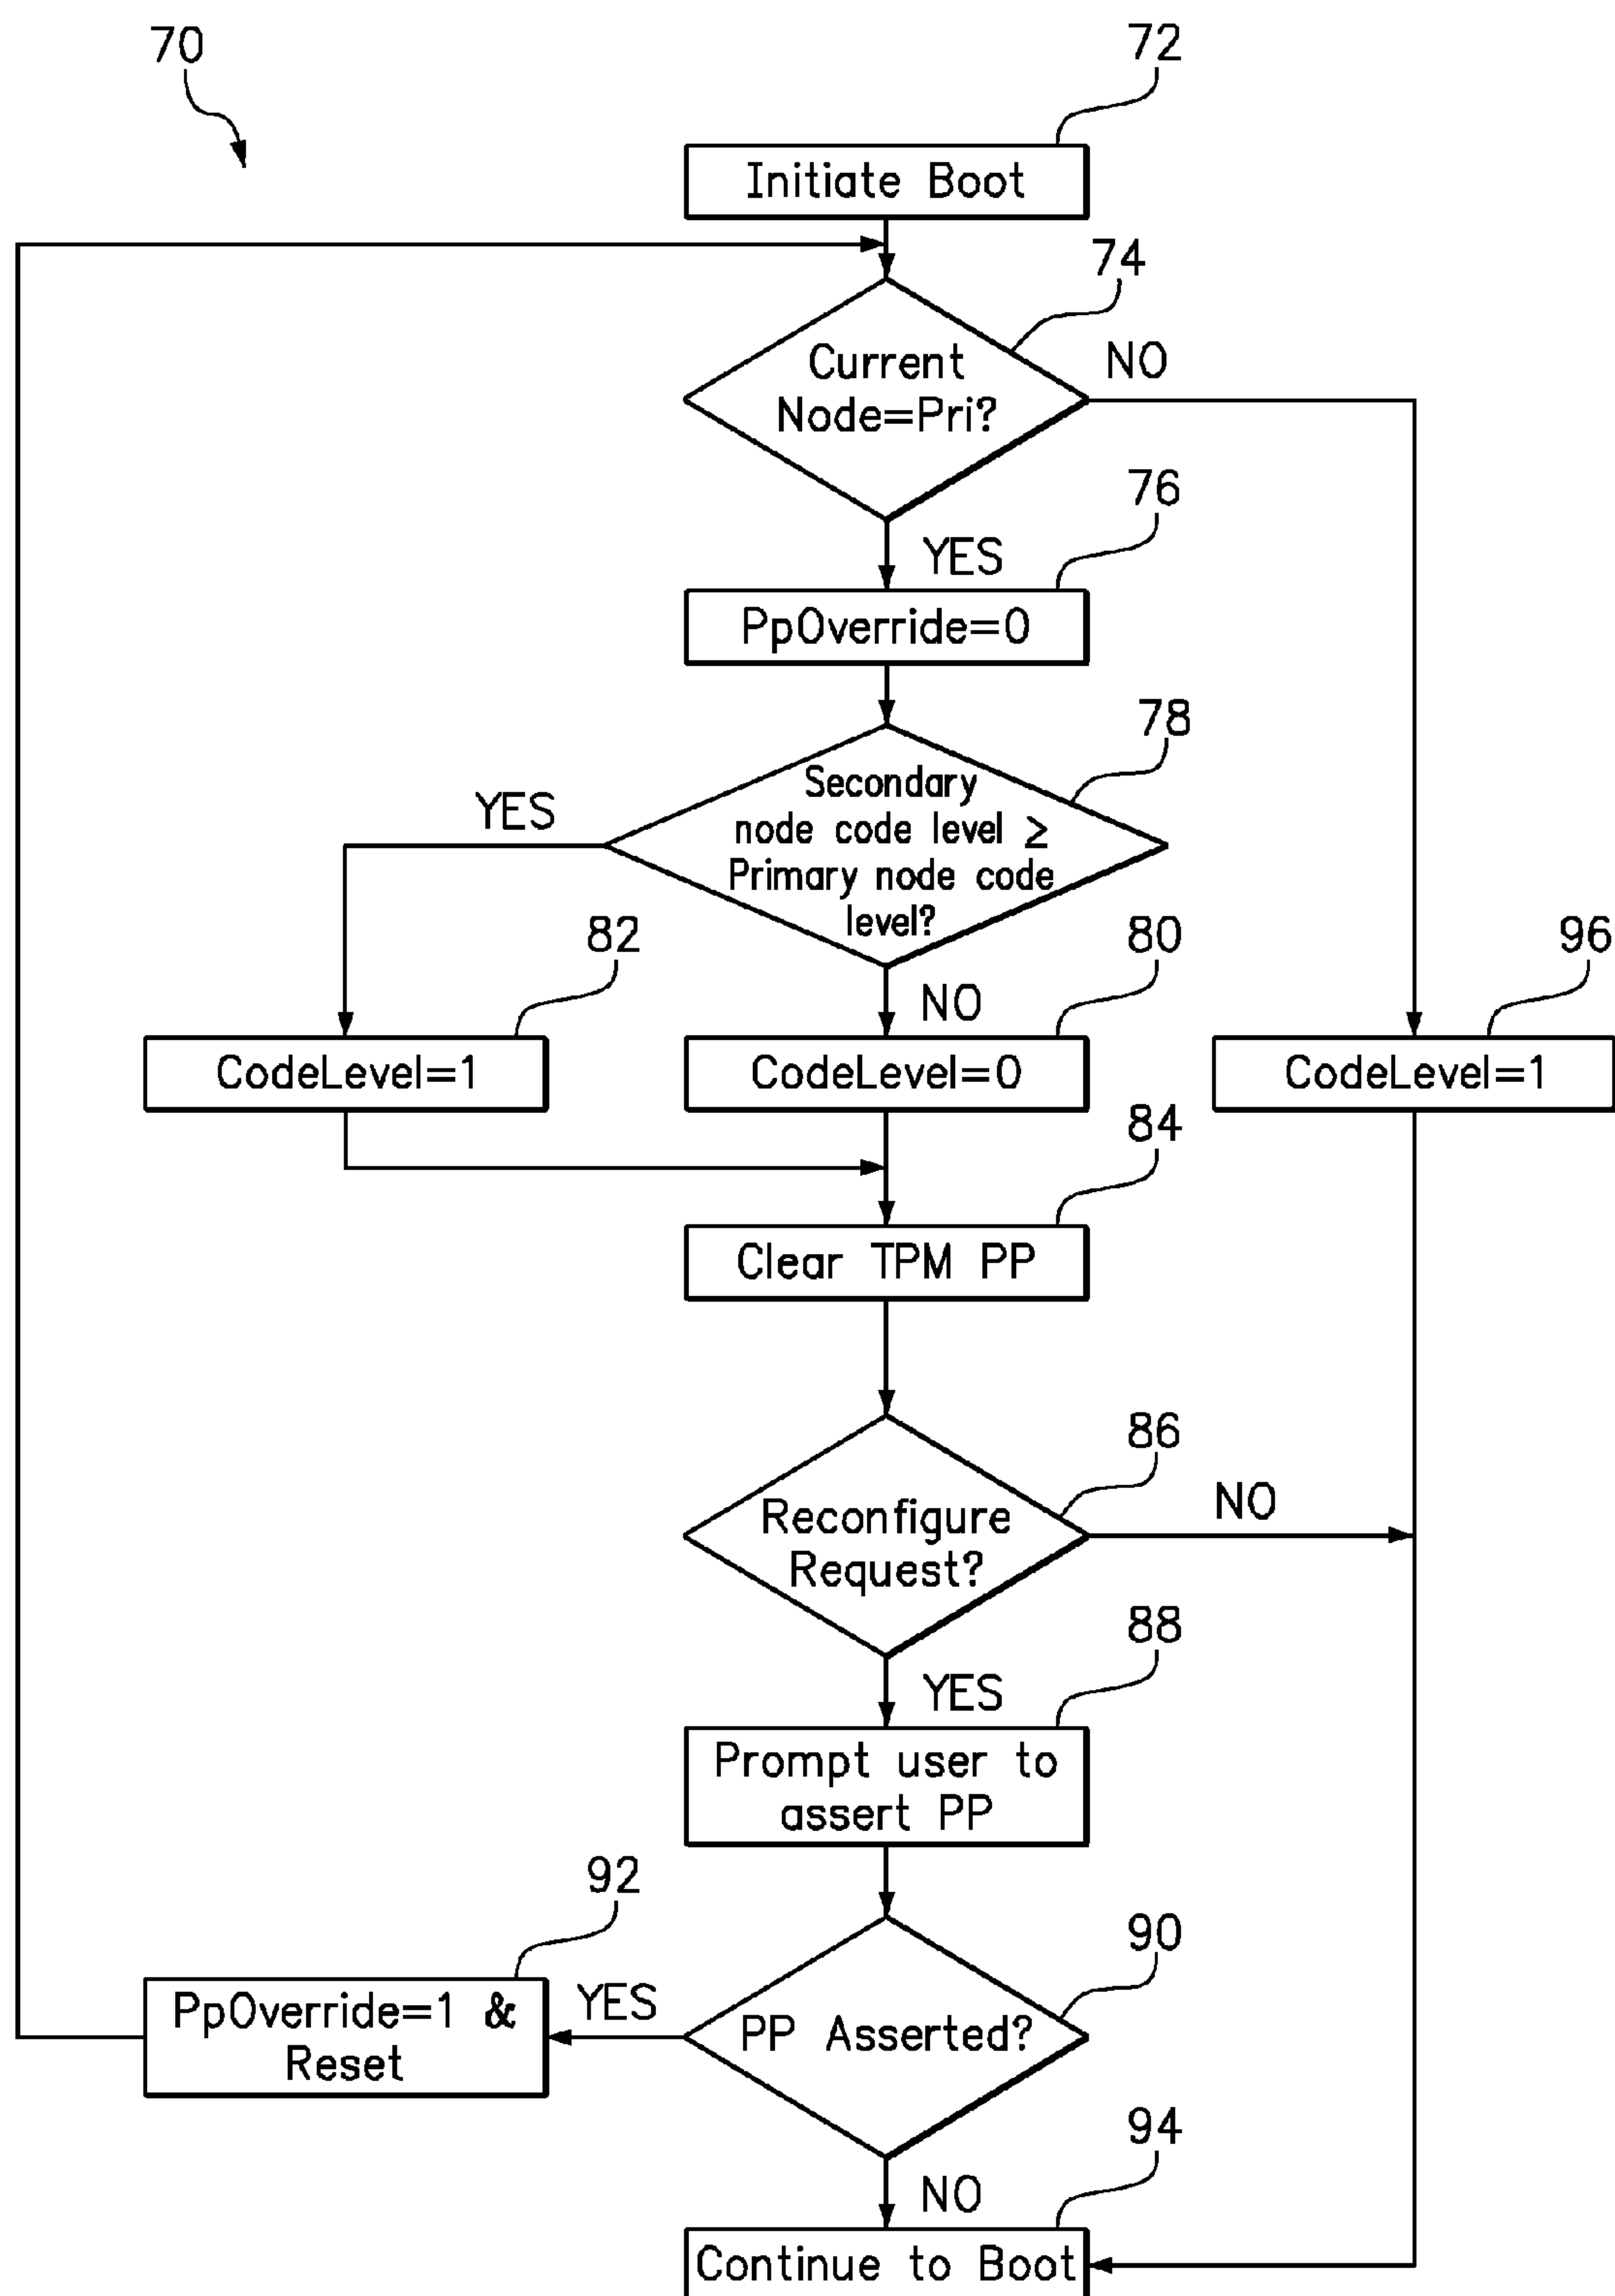 70
72
Initiate Boot
74
Current
Node=Pri?
NO
76
YES
PpOverride=0
78
Secondary
node code level ≥
Primary node code
level?
YES
82
80
96
NO
CodeLevel=1
CodeLevel=0
CodeLevel=1
84
Clear TPM PP
86
Reconfigure
Request?
NO
88
YES
Prompt user to
assert PP
92
90
PpOverride=1 &
Reset
YES
PP Asserted?
94
NO
Continue to Boot